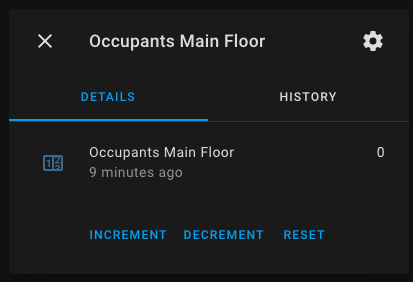 Occupants Main Floor
DETAILS HISTORY
Occupants Main Floor 0
9 minutes ago
INCREMENT DECREMENT RESET